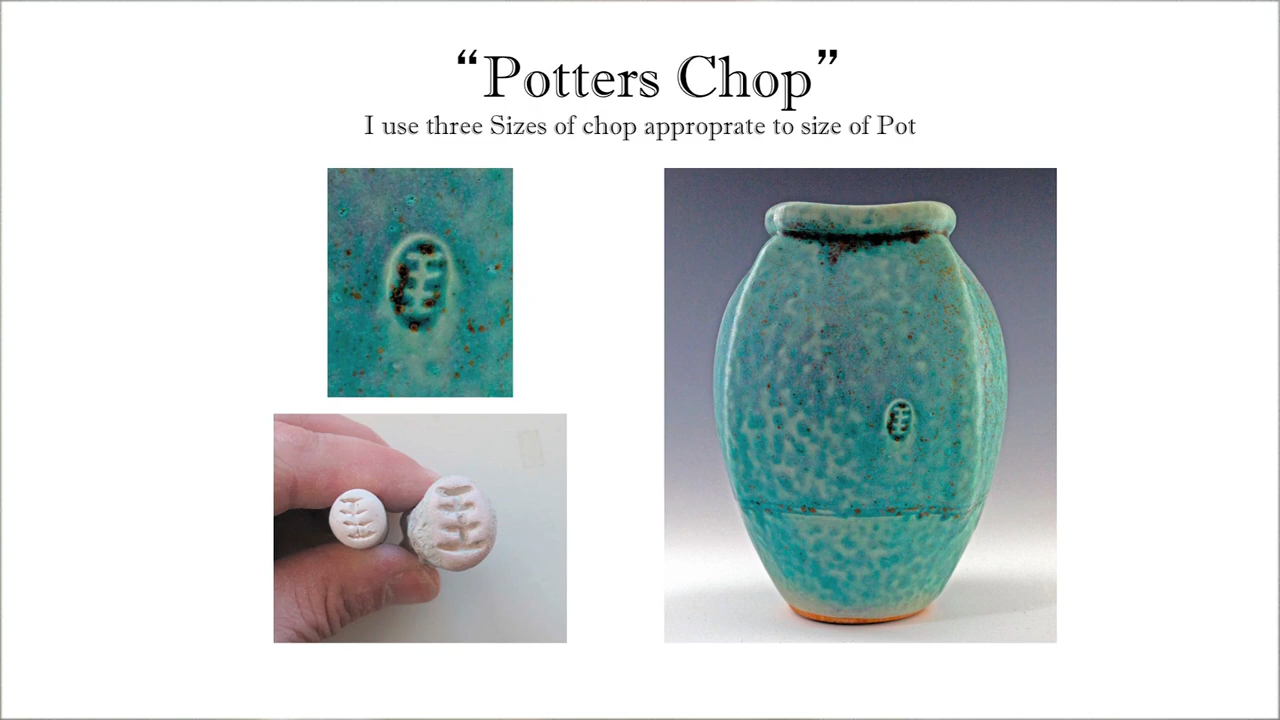 “Potters Chop”
I use three Sizes of chop approprate to size of Pot